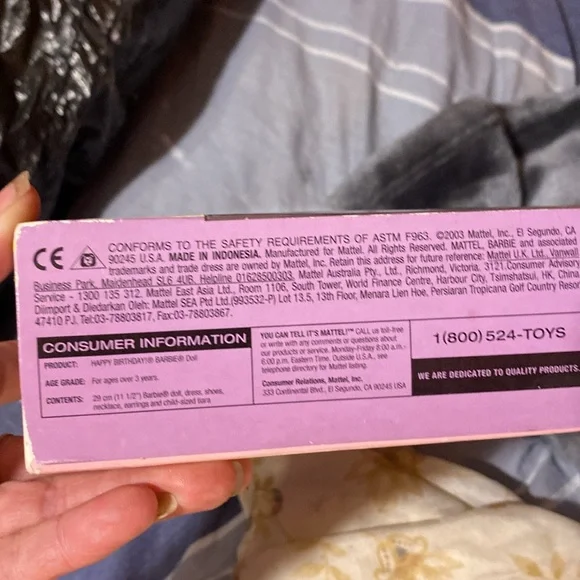 CE CONFORMS TO THE SAFETY REQUIREMENTS OF ASTM F963. ©2003 Mattel, Inc., El Segundo, CA
90245 U.S.A. MADE IN INDONESIA. Manufactured for Mattel. All Rights Reserved. MATTEL, BARBIE and associated
trademarks and trade dress are owned by Mattel, Inc. Retain this address for future reference: Mattel U.K. Ltd., Vanwall
Business Park, Maidenhead SL6 4UB. Helpline 01628500303. Mattel Australia Pty., Ltd., Richmond, Victoria. 3121.Consumer Advisory
Service - 1300 135 312. Mattel East Asia Ltd., Room 1106, South Tower, World Finance Centre, Harbour City, Tsimshatsui, HK, China
Diimport & Diedarkan Oleh: Mattel SEA Ptd Ltd.(993532-P) Lot 13.5, 13th Floor, Menara Lien Hoe, Persiaran Tropicana Golf Country Resor
47410 PJ. Tel:03-78803817, Fax:03-78803867.
CONSUMER INFORMATION
PRODUCT: HAPPY BIRTHDAY!® BARBIE® Doll
AGE GRADE: For ages over 3 years.
CONTENTS: 29 cm (11 1/2") Barbie® doll, dress, shoes,
necklace, earrings and child-sized tiara
YOU CAN TELL IT'S MATTEL!™ CALL us toll-free
or write with any comments or questions about
our products or service. Monday-Friday 8:00 a.m.-
6:00 p.m. Eastern Time. Outside U.S.A., see
telephone directory for Mattel listing.
Consumer Relations, Mattel, Inc.
333 Continental Blvd., El Segundo, CA 90245 USA
1(800) 524-TOYS
WE ARE DEDICATED TO QUALITY PRODUCTS.